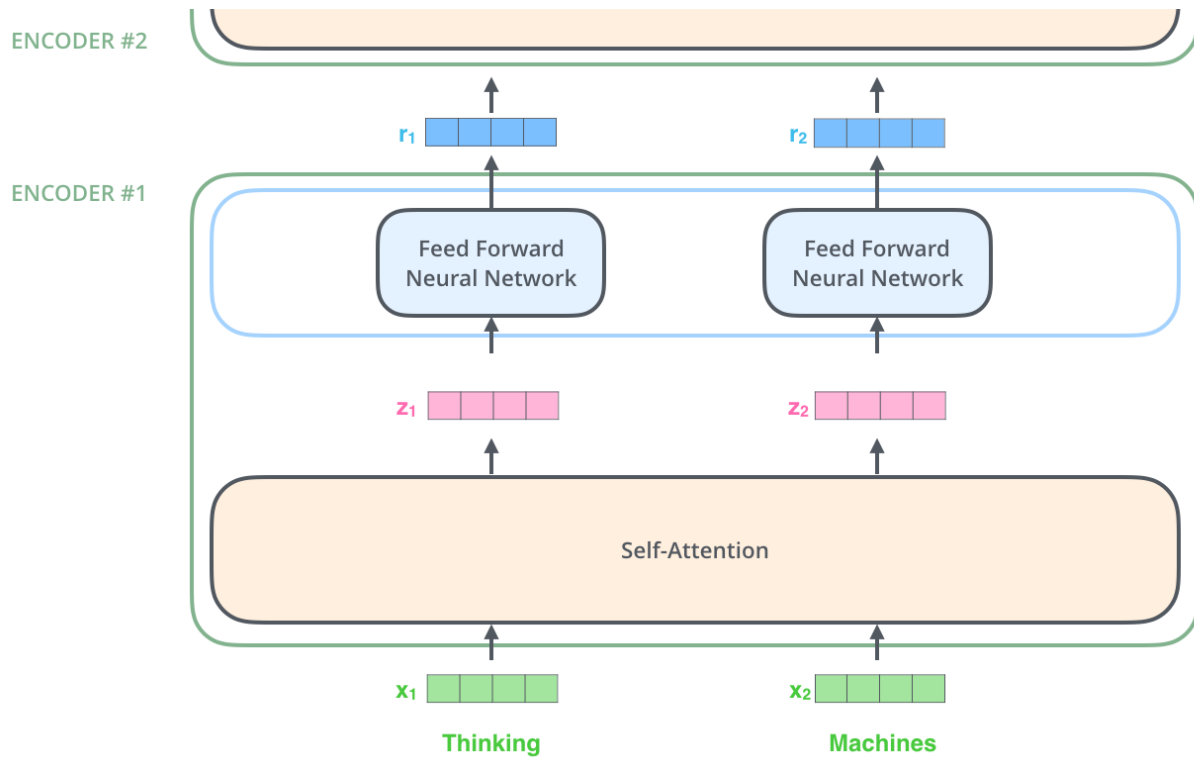 ENCODER #2
r₁
r₂
ENCODER #1
Feed Forward
Neural Network
Feed Forward
Neural Network
z₁
z₂
Self-Attention
x₁
x₂
Thinking
Machines